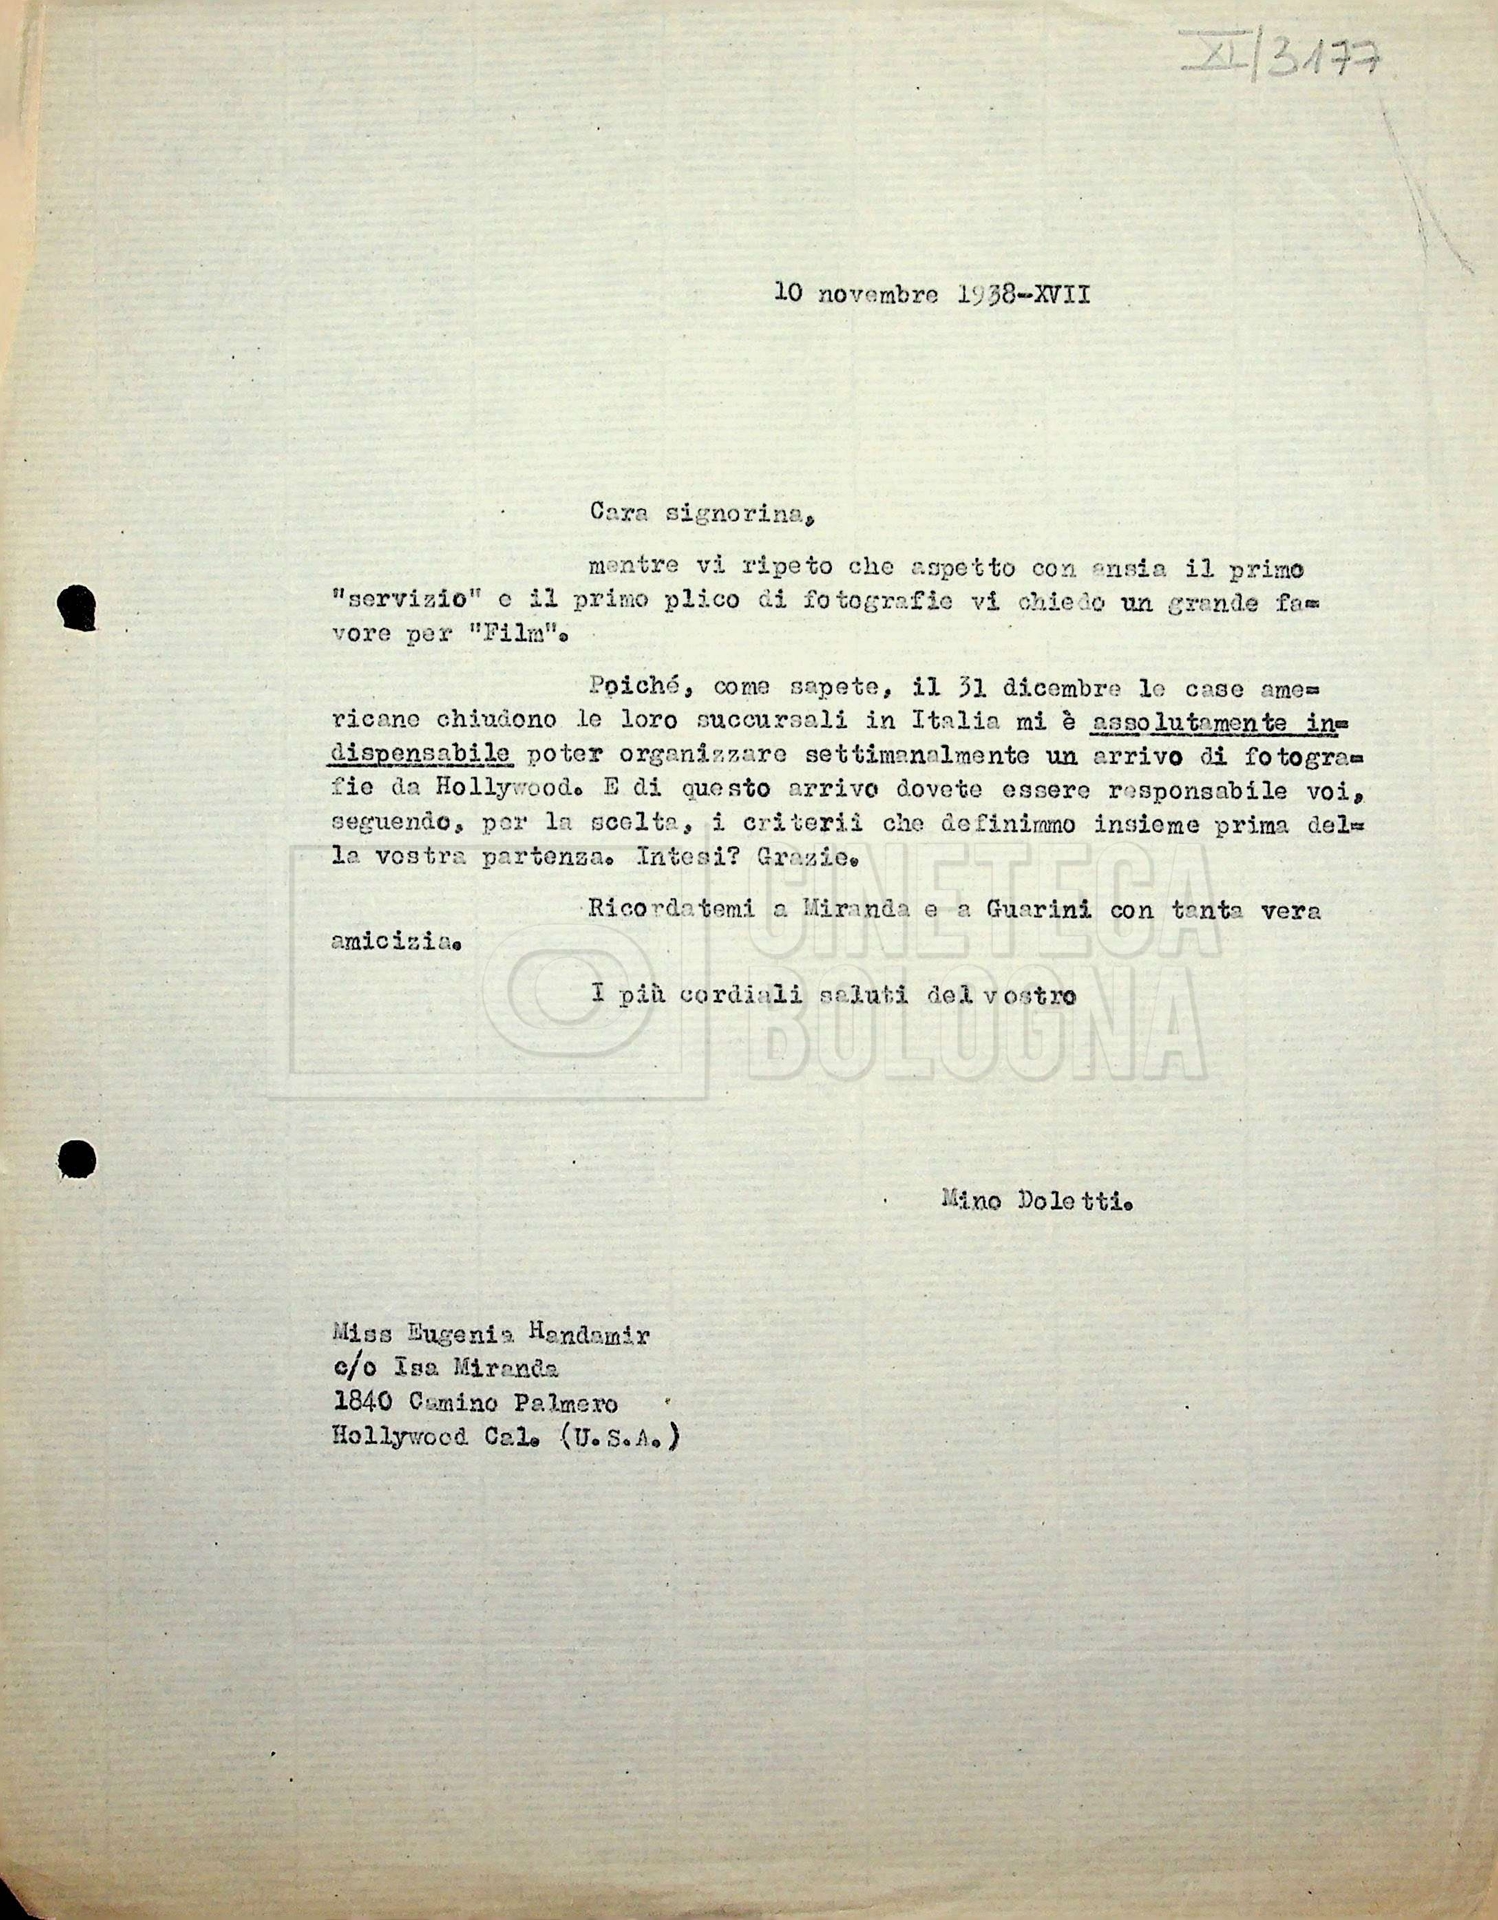 XI/3177
10 novembre 1938-XVII
Cara signorina,
mentre vi ripeto che aspetto con ansia il primo
"servizio" e il primo plico di fotografie vi chiedo un grande fa=
vore per "Film".
Poiché, come sapete, il 31 dicembre le case ame=
ricane chiudono le loro succursali in Italia mi è assolutamente in=
dispensabile poter organizzare settimanalmente un arrivo di fotogra=
fie da Hollywood. E di questo arrivo dovete essere responsabile voi,
seguendo, per la scelta, i criterii che definimmo insieme prima del=
la vostra partenza. Intesi? Grazie.
Ricordatemi a Miranda e a Guarini con tanta vera
amicizia.
I più cordiali saluti del vostro
CINETECA
BOLOGNA
Mino Doletti.
Miss Eugenia Handamir
c/o Isa Miranda
1840 Camino Palmero
Hollywood Cal. (U.S.A.)